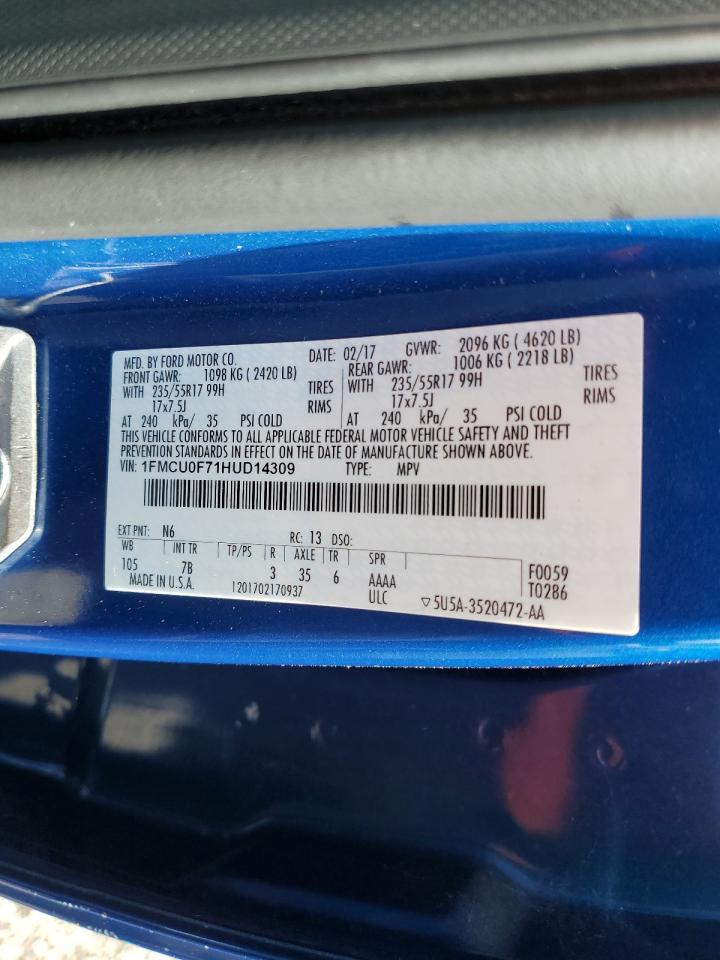 MFD. BY FORD MOTOR CO. DATE: 02/17 GVWR: 2096 KG ( 4620 LB)
FRONT GAWR: 1098 KG ( 2420 LB) REAR GAWR: 1006 KG ( 2218 LB)
WITH 235/55R17 99H TIRES WITH 235/55R17 99H TIRES
17x7.5J RIMS 17x7.5J RIMS
AT 240 kPa/ 35 PSI COLD AT 240 kPa/ 35 PSI COLD
THIS VEHICLE CONFORMS TO ALL APPLICABLE FEDERAL MOTOR VEHICLE SAFETY AND THEFT
PREVENTION STANDARDS IN EFFECT ON THE DATE OF MANUFACTURE SHOWN ABOVE.
VIN: 1FMCU0F71HUD14309 TYPE: MPV
EXT PNT: N6 RC: 13 DSO:
WB INT TR TP/PS R AXLE TR SPR
105 7B 3 35 6 AAAA F0059
MADE IN U.S.A. 1201702170937 ULC T0286
▽5U5A-3520472-AA